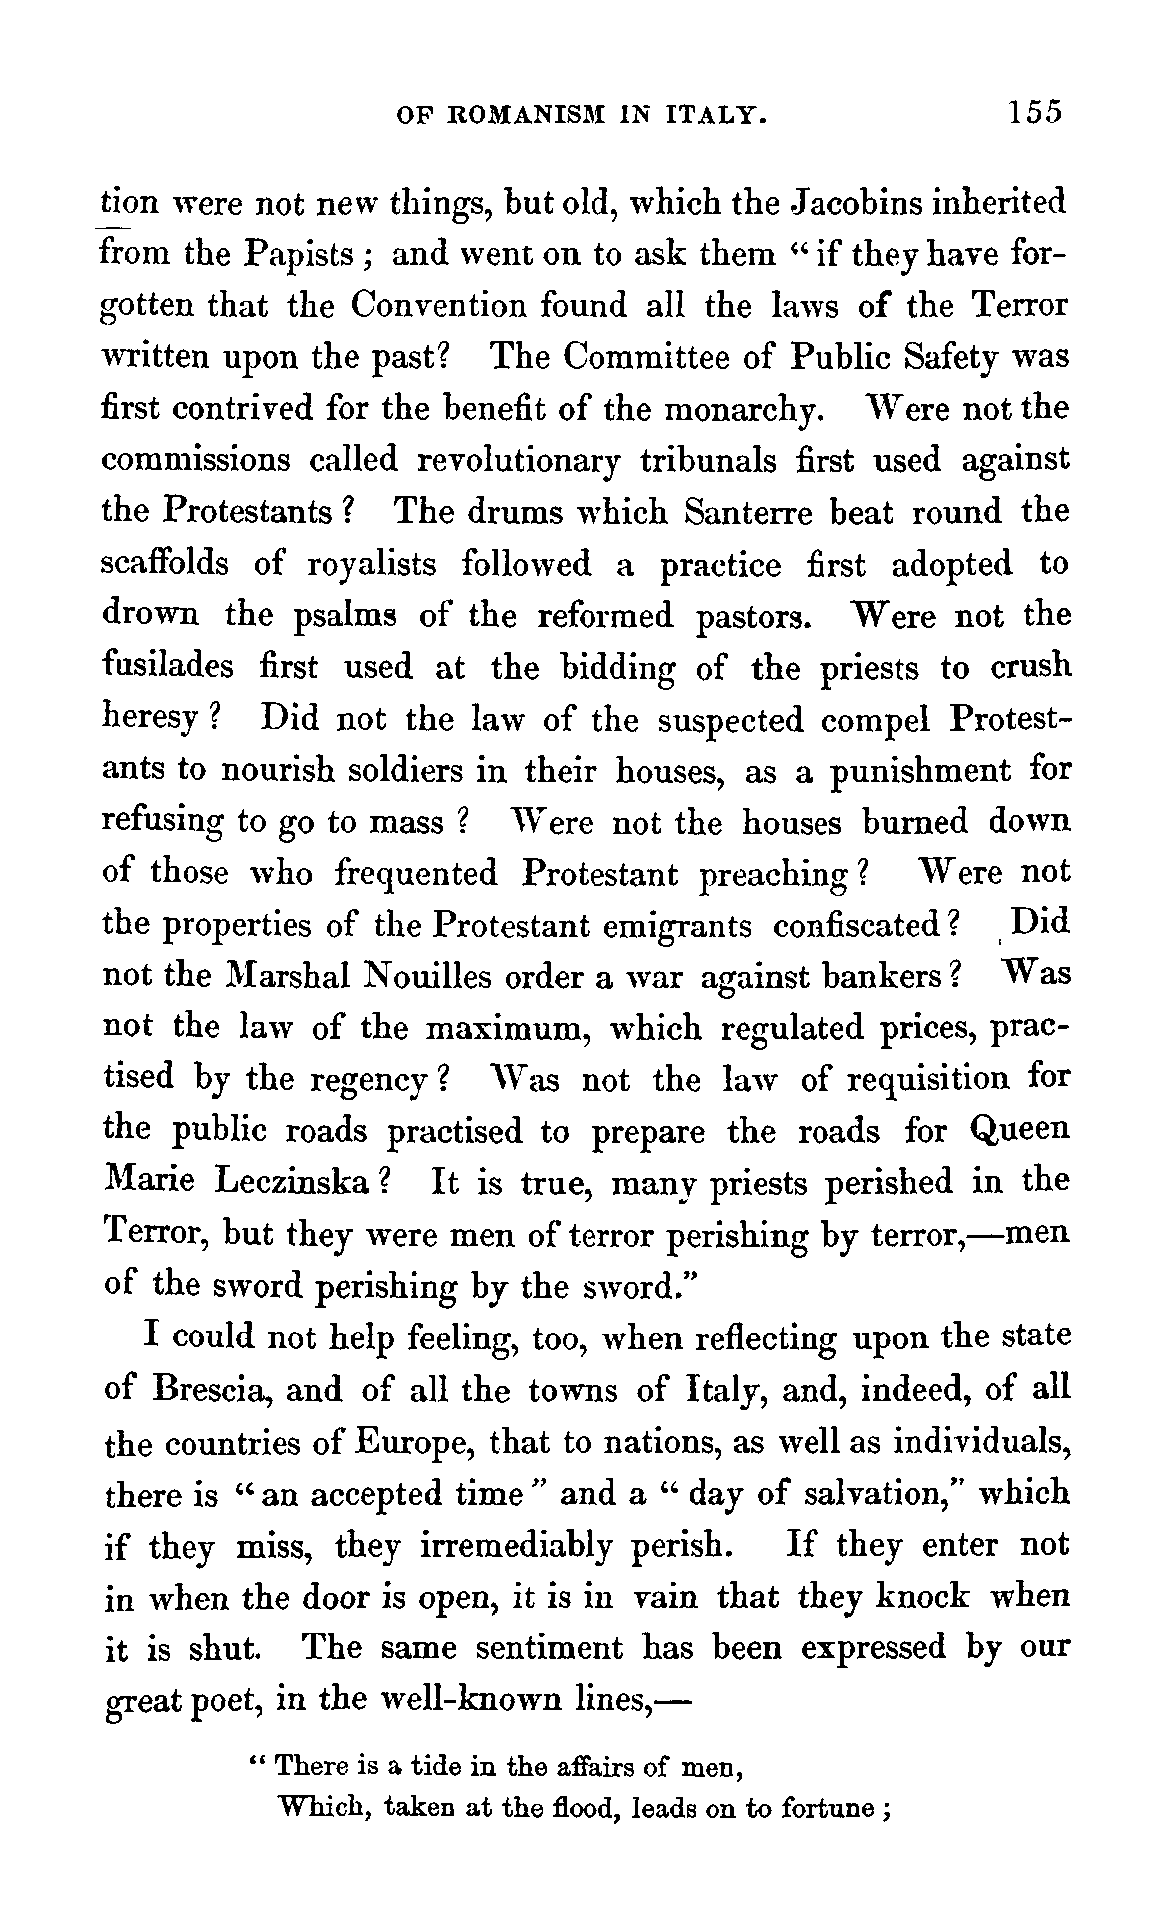 OF ROMANISM IN ITALY. 155
tion were not new things, but old, which the Jacobins inherited
from the Papists ; and went on to ask them “ if they have for-
gotten that the Convention found all the laws of the Terror
written upon the past? The Committee of Public Safety was
first contrived for the benefit of the monarchy. Were not the
commissions called revolutionary tribunals first used against
the Protestants ? The drums which Santerre beat round the
scaffolds of royalists followed a practice first adopted to
drown the psalms of the reformed pastors. Were not the
fusilades first used at the bidding of the priests to crush
heresy ? Did not the law of the suspected compel Protest-
ants to nourish soldiers in their houses, as a punishment for
refusing to go to mass ? Were not the houses burned down
of those who frequented Protestant preaching ? Were not
the properties of the Protestant emigrants confiscated ? Did
not the Marshal Nouilles order a war against bankers ? Was
not the law of the maximum, which regulated prices, prac-
tised by the regency ? Was not the law of requisition for
the public roads practised to prepare the roads for Queen
Marie Leczinska ? It is true, many priests perished in the
Terror, but they were men of terror perishing by terror,—men
of the sword perishing by the sword.”
I could not help feeling, too, when reflecting upon the state
of Brescia, and of all the towns of Italy, and, indeed, of all
the countries of Europe, that to nations, as well as individuals,
there is “ an accepted time ” and a “ day of salvation,” which
if they miss, they irremediably perish. If they enter not
in when the door is open, it is in vain that they knock when
it is shut. The same sentiment has been expressed by our
great poet, in the well-known lines,—
“ There is a tide in the affairs of men,
Which, taken at the flood, leads on to fortune ;